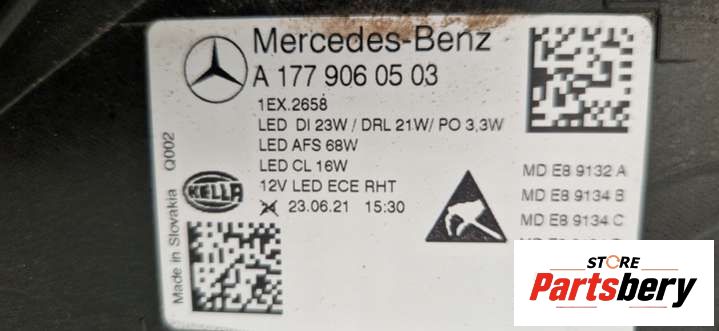 Mercedes-Benz
A 177 906 05 03
1EX.2658
LED DI 23W / DRL 21W/ PO 3,3W
LED AFS 68W
LED CL 16W
12V LED ECE RHT
23.06.21 15:30
HELLA
Made in Slovakia Q002
MD E8 9132 A
MD E8 9134 B
MD E8 9134 C
STORE
Partsbery